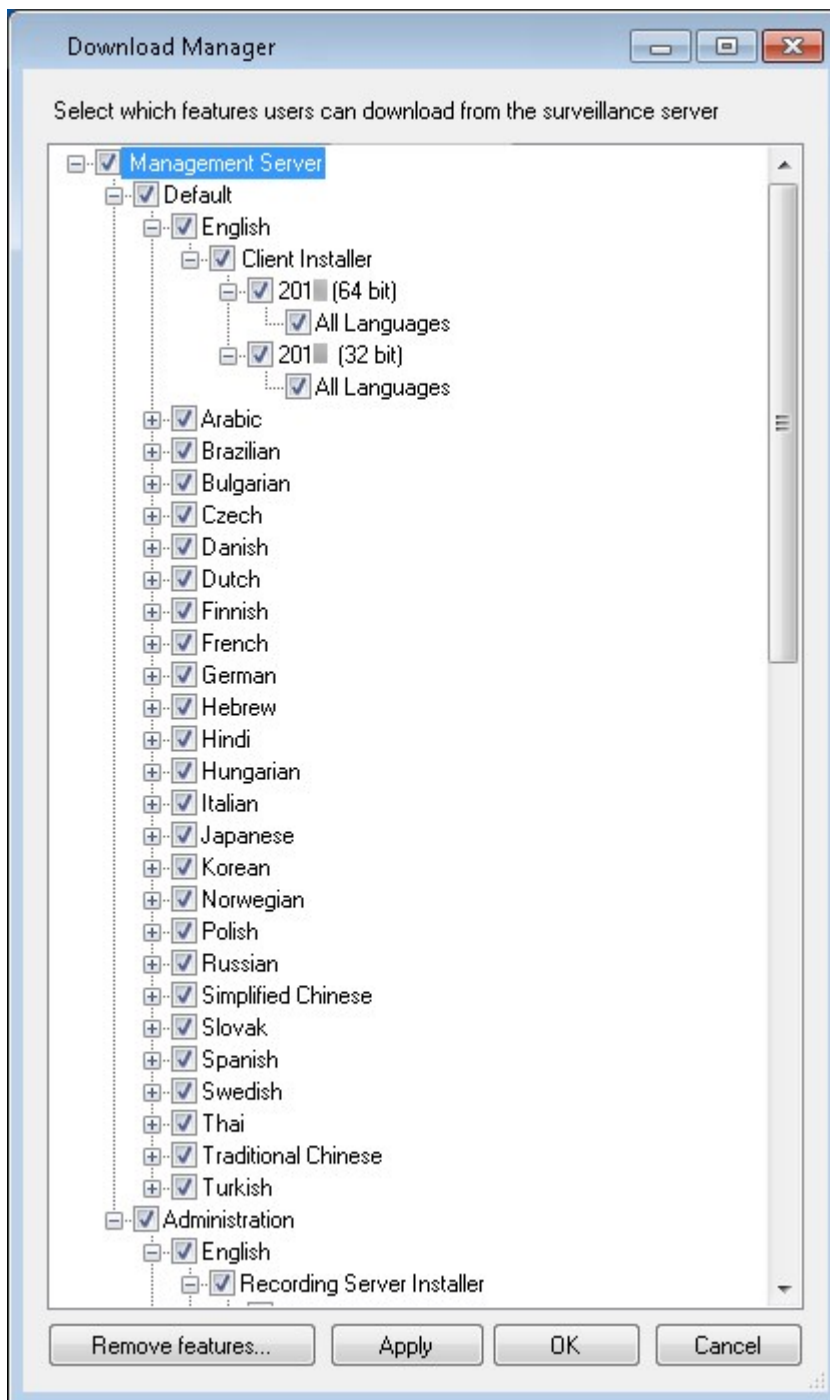 Download Manager
Select which features users can download from the surveillance server
Management Server
Default
English
Client Installer
201 (64 bit)
All Languages
201 (32 bit)
All Languages
Arabic
Brazilian
Bulgarian
Czech
Danish
Dutch
Finnish
French
German
Hebrew
Hindi
Hungarian
Italian
Japanese
Korean
Norwegian
Polish
Russian
Simplified Chinese
Slovak
Spanish
Swedish
Thai
Traditional Chinese
Turkish
Administration
English
Recording Server Installer
Remove features... Apply OK Cancel